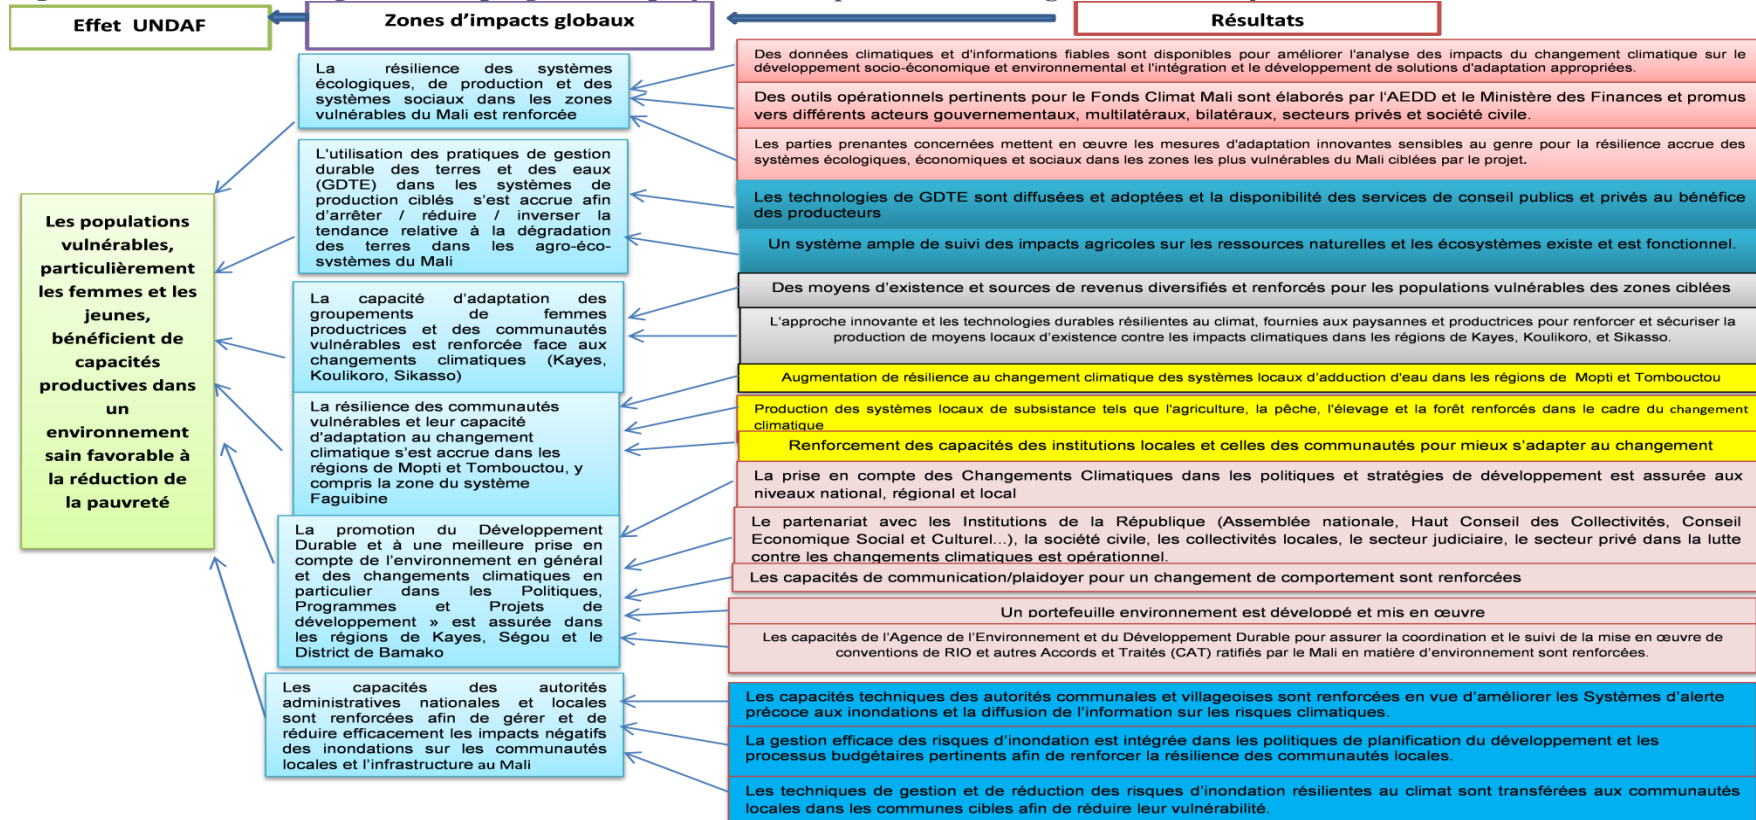 Effet UNDAF
Zones d'impacts globaux
Résultats
Les populations
vulnérables,
particulièrement
les femmes et les
jeunes,
bénéficient de
capacités
productives dans
un
environnement
sain favorable à
la réduction de
la pauvreté
La résilience des systèmes
écologiques, de production et des
systèmes sociaux dans les zones
vulnérables du Mali est renforcée
L'utilisation des pratiques de gestion
durable des terres et des eaux
(GDTE) dans les systèmes de
production ciblés s'est accrue afin
d'arrêter / réduire / inverser la
tendance relative à la dégradation
des terres dans les agro-éco-
systèmes du Mali
La capacité d'adaptation des
groupements de femmes
productrices et des communautés
vulnérables est renforcée face aux
changements climatiques (Kayes,
Koulikoro, Sikasso)
La résilience des communautés
vulnérables et leur capacité
d'adaptation au changement
climatique s'est accrue dans les
régions de Mopti et Tombouctou, y
compris la zone du système
Faguibine
La promotion du Développement
Durable et à une meilleure prise en
compte de l'environnement en général
et des changements climatiques en
particulier dans les Politiques,
Programmes et Projets de
développement » est assurée dans
les régions de Kayes, Ségou et le
District de Bamako
Les capacités des autorités
administratives nationales et locales
sont renforcées afin de gérer et de
réduire efficacement les impacts négatifs
des inondations sur les communautés
locales et l'infrastructure au Mali
Des données climatiques et d'informations fiables sont disponibles pour améliorer l'analyse des impacts du changement climatique sur le
développement socio-économique et environnemental et l'intégration et le développement de solutions d'adaptation appropriées.
Des outils opérationnels pertinents pour le Fonds Climat Mali sont élaborés par l'AEDD et le Ministère des Finances et promus
vers différents acteurs gouvernementaux, multilatéraux, bilatéraux, secteurs privés et société civile.
Les parties prenantes concernées mettent en œuvre les mesures d'adaptation innovantes sensibles au genre pour la résilience accrue des
systèmes écologiques, économiques et sociaux dans les zones les plus vulnérables du Mali ciblées par le projet.
Les technologies de GDTE sont diffusées et adoptées et la disponibilité des services de conseil publics et privés au bénéfice
des producteurs
Un système ample de suivi des impacts agricoles sur les ressources naturelles et les écosystèmes existe et est fonctionnel.
Des moyens d'existence et sources de revenus diversifiés et renforcés pour les populations vulnérables des zones ciblées
L'approche innovante et les technologies durables résilientes au climat, fournies aux paysannes et productrices pour renforcer et sécuriser la
production de moyens locaux d'existence contre les impacts climatiques dans les régions de Kayes, Koulikoro, et Sikasso.
Augmentation de résilience au changement climatique des systèmes locaux d'adduction d'eau dans les régions de Mopti et Tombouctou
Production des systèmes locaux de subsistance tels que l'agriculture, la pêche, l'élevage et la forêt renforcés dans le cadre du changement
climatique
Renforcement des capacités des institutions locales et celles des communautés pour mieux s'adapter au changement
La prise en compte des Changements Climatiques dans les politiques et stratégies de développement est assurée aux
niveaux national, régional et local
Le partenariat avec les Institutions de la République (Assemblée nationale, Haut Conseil des Collectivités, Conseil
Economique Social et Culturel...), la société civile, les collectivités locales, le secteur judiciaire, le secteur privé dans la lutte
contre les changements climatiques est opérationnel.
Les capacités de communication/plaidoyer pour un changement de comportement sont renforcées
Un portefeuille environnement est développé et mis en œuvre
Les capacités de l'Agence de l'Environnement et du Développement Durable pour assurer la coordination et le suivi de la mise en œuvre de
conventions de RIO et autres Accords et Traités (CAT) ratifiés par le Mali en matière d'environnement sont renforcées.
Les capacités techniques des autorités communales et villageoises sont renforcées en vue d'améliorer les Systèmes d'alerte
précoce aux inondations et la diffusion de l'information sur les risques climatiques.
La gestion efficace des risques d'inondation est intégrée dans les politiques de planification du développement et les
processus budgétaires pertinents afin de renforcer la résilience des communautés locales.
Les techniques de gestion et de réduction des risques d'inondation résilientes au climat sont transférées aux communautés
locales dans les communes cibles afin de réduire leur vulnérabilité.